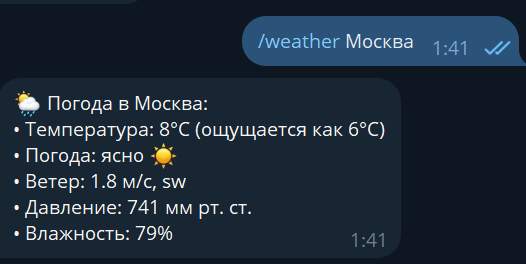 /weather Москва 1:41
🌦️ Погода в Москва:
• Температура: 8°C (ощущается как 6°C)
• Погода: ясно ☀️
• Ветер: 1.8 м/с, sw
• Давление: 741 мм рт. ст.
• Влажность: 79%
1:41